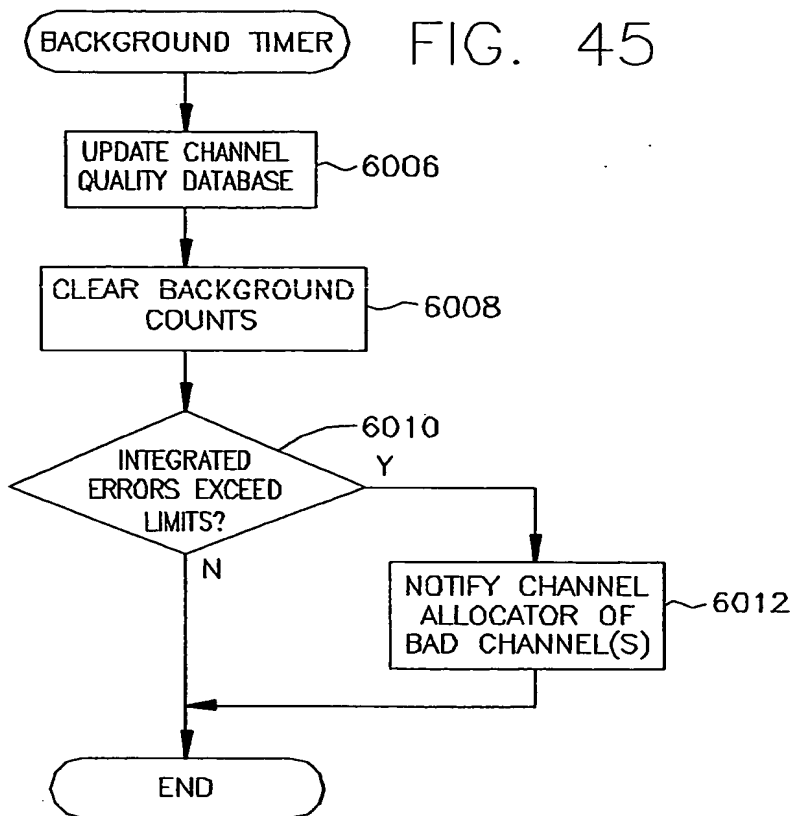 BACKGROUND TIMER
FIG. 45
UPDATE CHANNEL
QUALITY DATABASE
6006
CLEAR BACKGROUND
COUNTS
6008
6010
INTEGRATED
ERRORS EXCEED
LIMITS?
Y
N
NOTIFY CHANNEL
ALLOCATOR OF
BAD CHANNEL(S)
6012
END